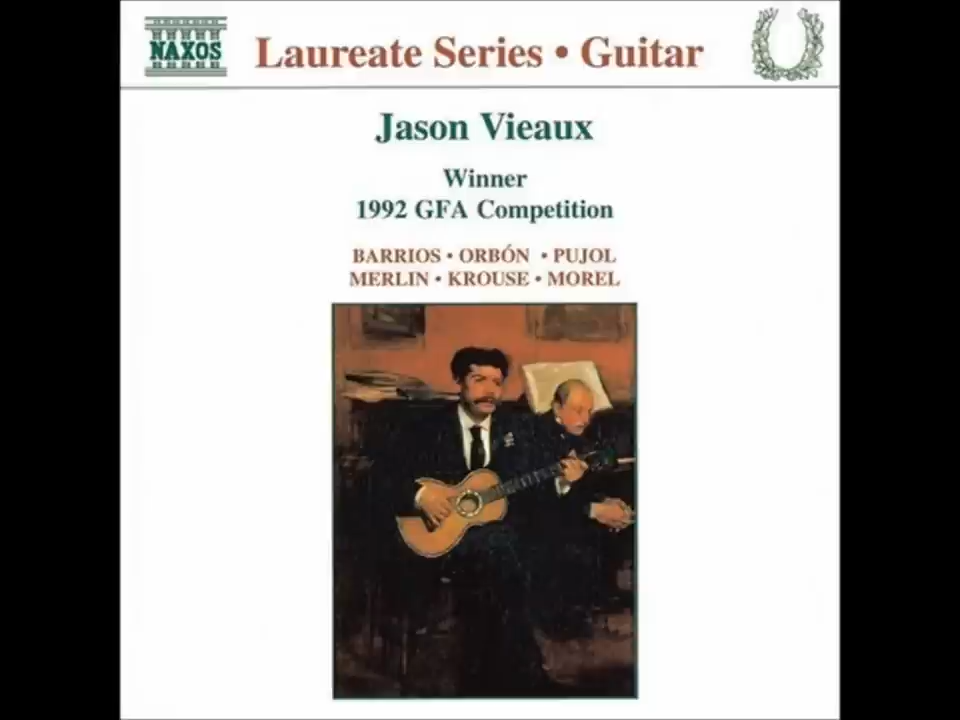 NAXOS
Laureate Series • Guitar
Jason Vieaux
Winner
1992 GFA Competition
BARRIOS • ORBÓN • PUJOL
MERLIN • KROUSE • MOREL